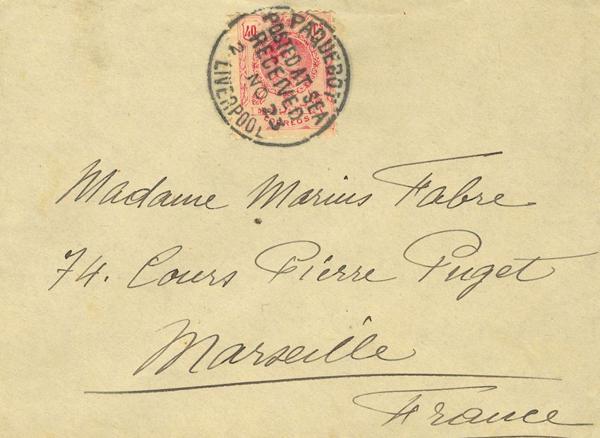 PAQUEBOT
POSTED AT SEA
RECEIVED
NO 23
LIVERPOOL
CORREOS
Madame Marius Fabre
74. Cours Pierre Puget
Marseille
France